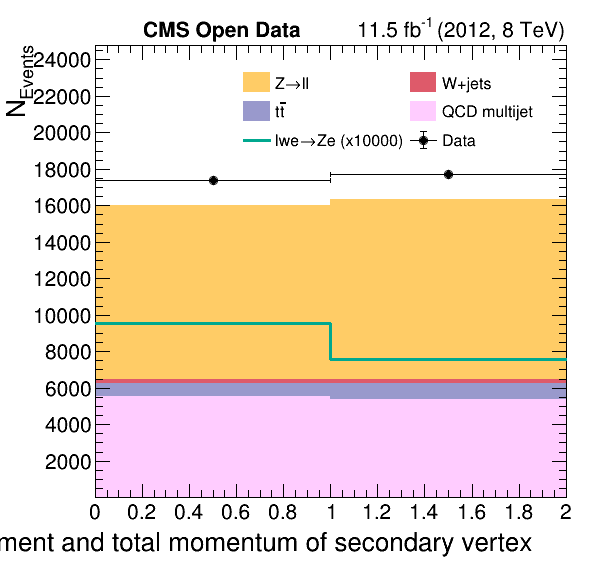 CMS Open Data 11.5 fb⁻¹ (2012, 8 TeV)
N_Events
24000
22000
20000
18000
16000
14000
12000
10000
8000
6000
4000
2000
Z→ll W+jets
tt̄ QCD multijet
Iwe→Ze (x10000) Data
0 0.2 0.4 0.6 0.8 1 1.2 1.4 1.6 1.8 2
ment and total momentum of secondary vertex